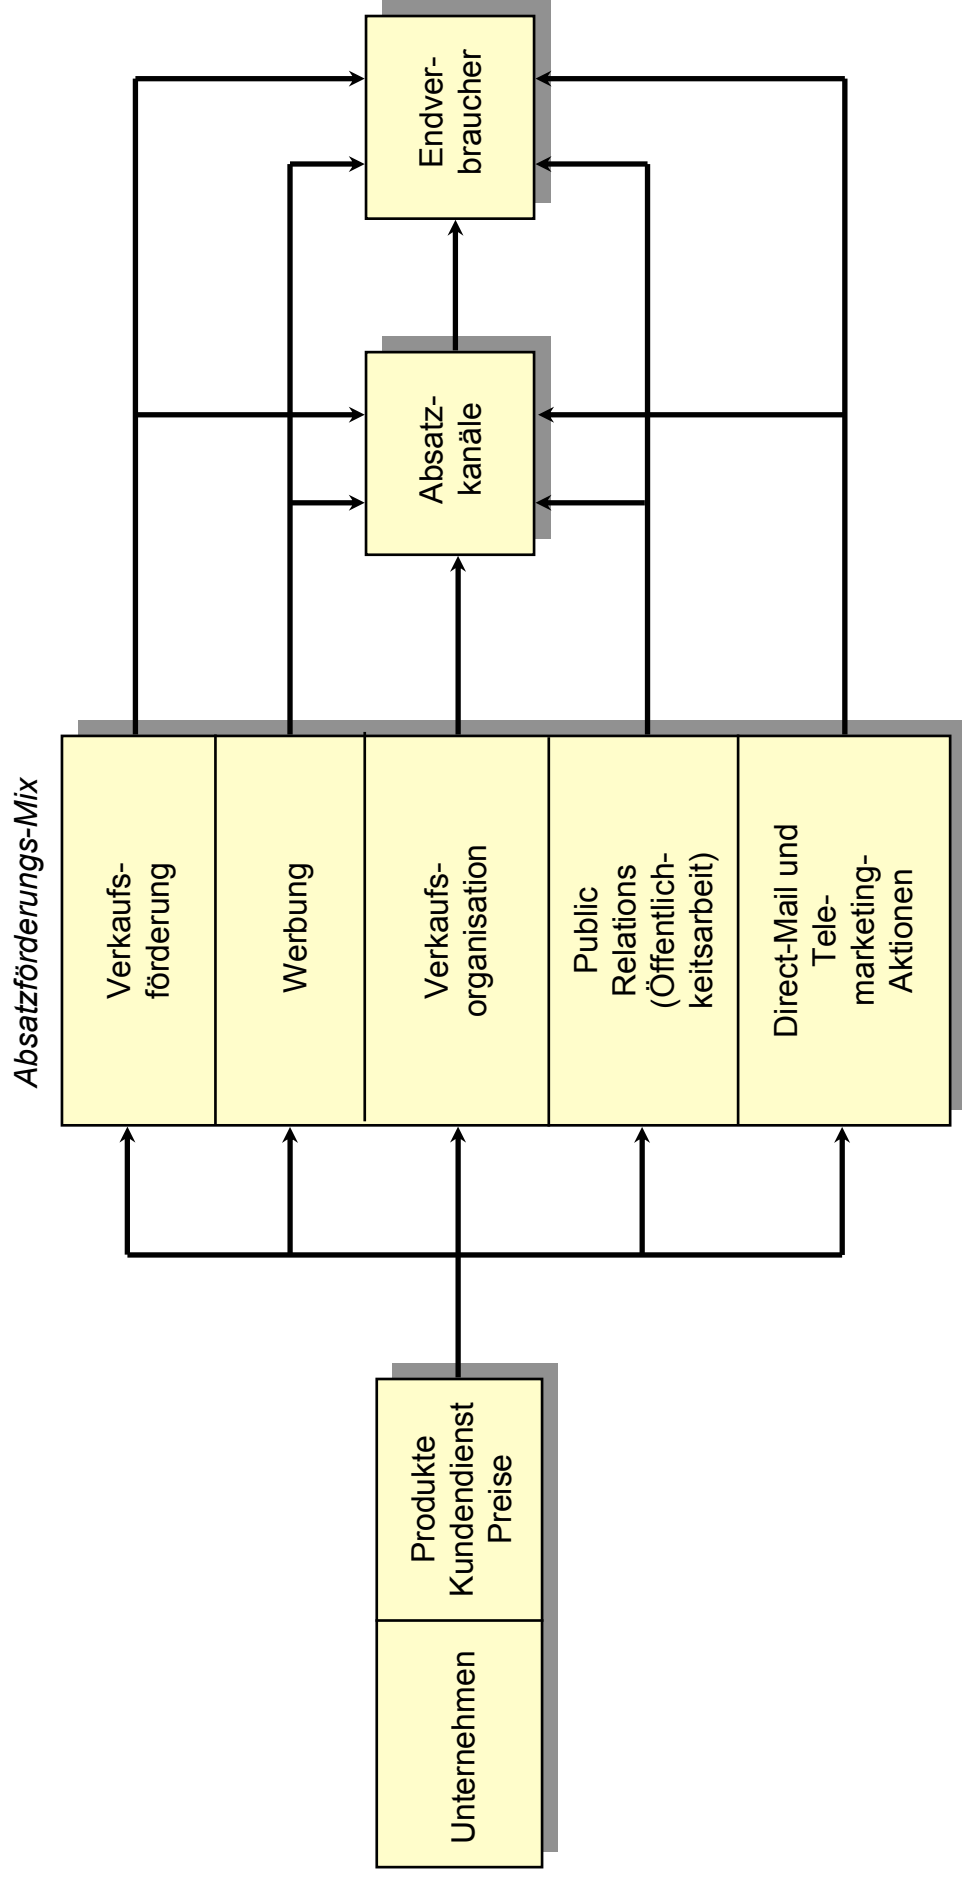 Absatzförderungs-Mix
Unternehmen
Produkte
Kundendienst
Preise
Verkaufs-
förderung
Werbung
Verkaufs-
organisation
Public
Relations
(Öffentlich-
keitsarbeit)
Direct-Mail und
Tele-
marketing-
Aktionen
Absatz-
kanäle
Endver-
braucher